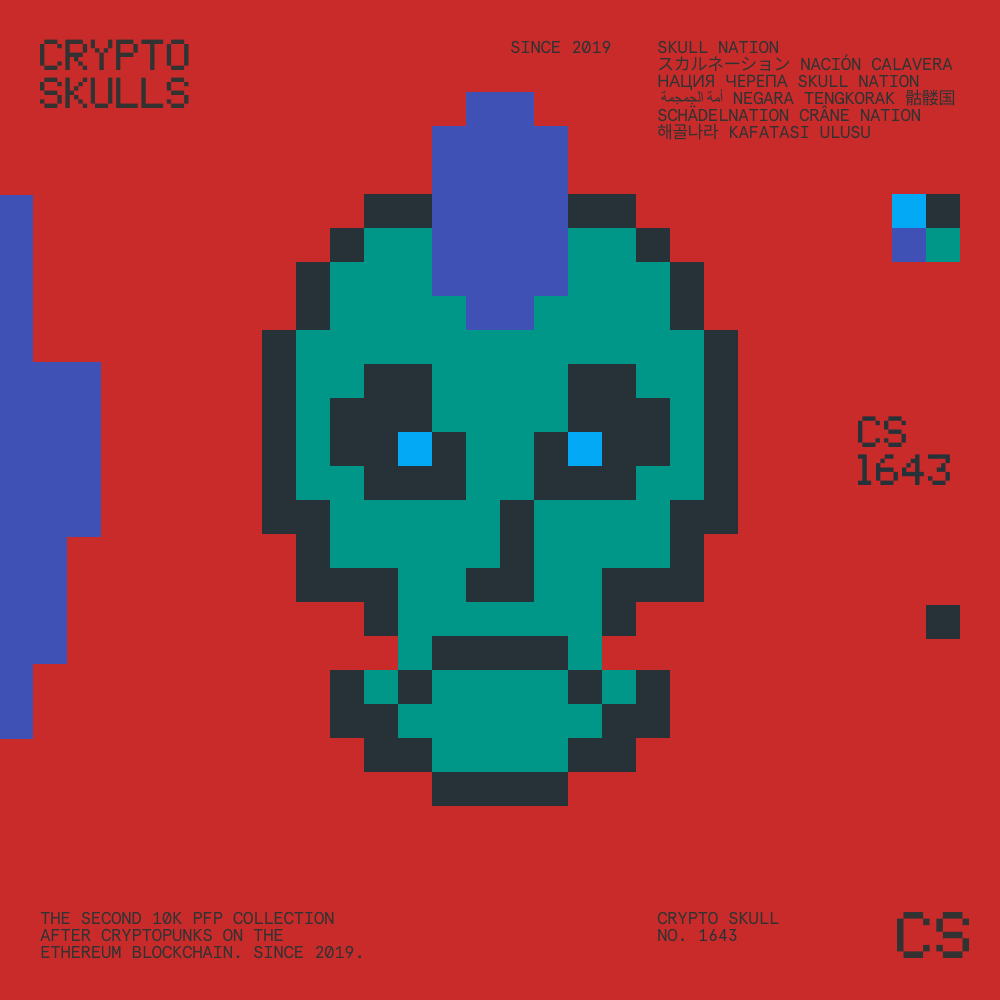 CRYPTO
SKULLS
SINCE 2019
SKULL NATION
スカルネーション NACIÓN CALAVERA
НАЦИЯ ЧЕРЕПА SKULL NATION
أمة الجمجمة NEGARA TENGKORAK 骷髅国
SCHÄDELNATION CRÂNE NATION
해골나라 KAFATASI ULUSU
CS
1643
THE SECOND 10K PFP COLLECTION
AFTER CRYPTOPUNKS ON THE
ETHEREUM BLOCKCHAIN. SINCE 2019.
CRYPTO SKULL
NO. 1643
CS